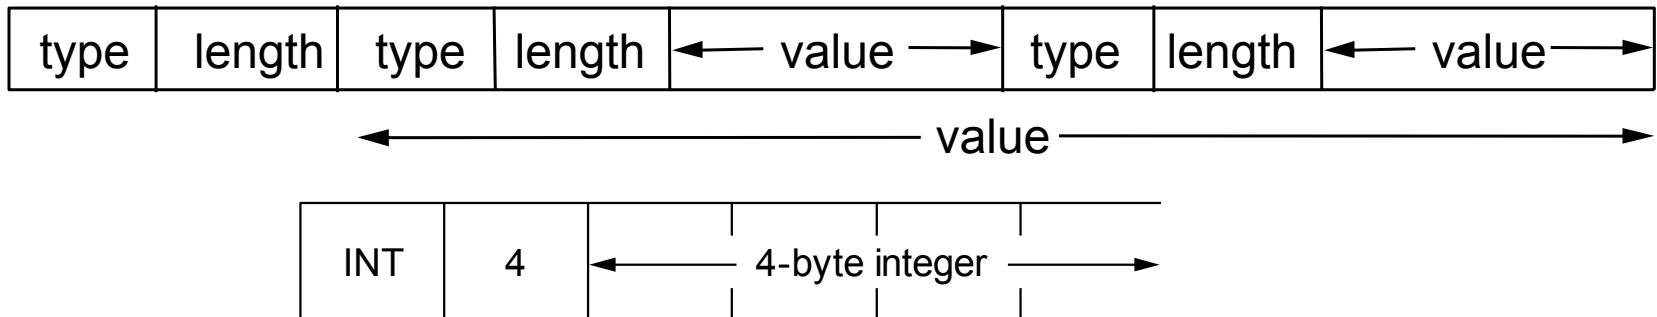 type length type length value type length value
value
INT 4 4-byte integer